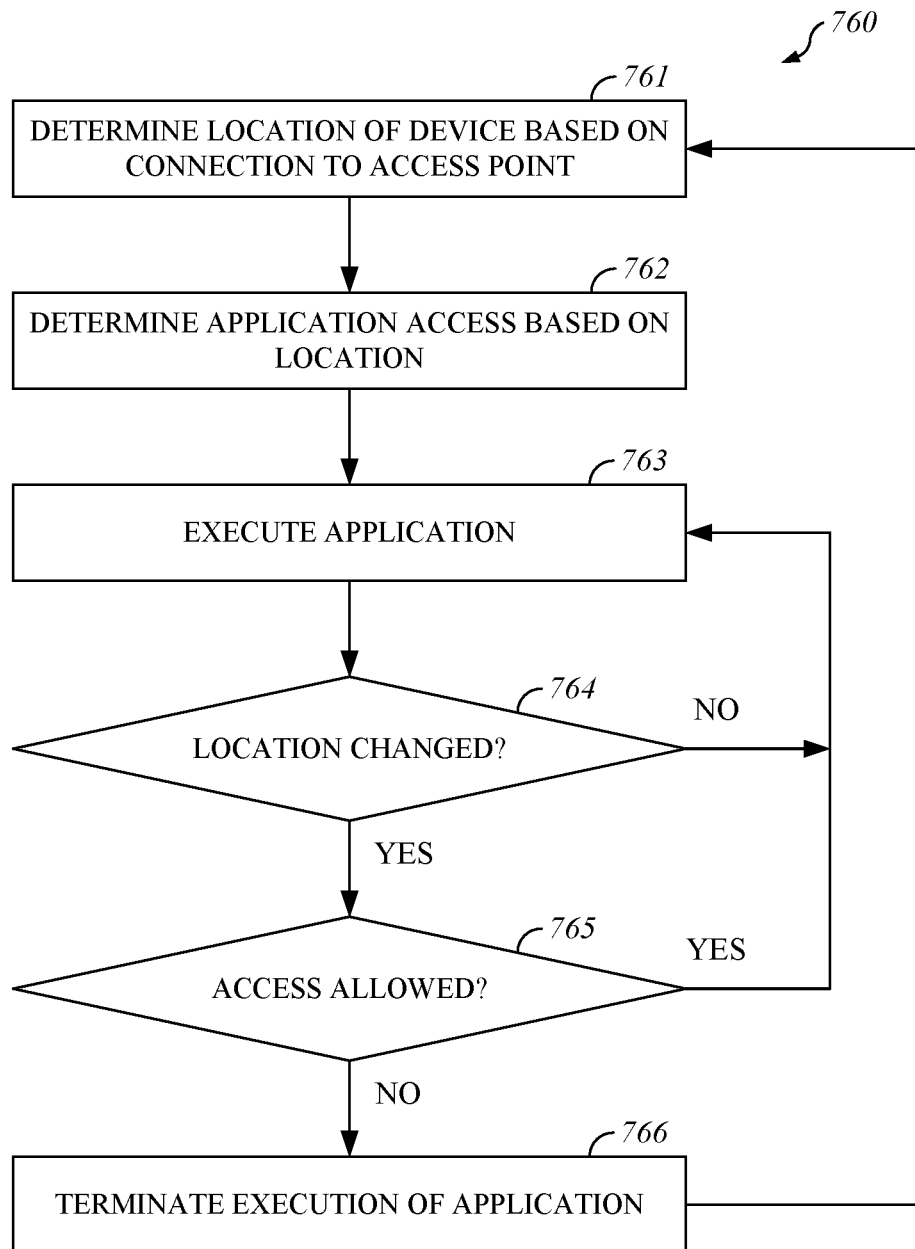 760
761
DETERMINE LOCATION OF DEVICE BASED ON
CONNECTION TO ACCESS POINT
762
DETERMINE APPLICATION ACCESS BASED ON
LOCATION
763
EXECUTE APPLICATION
764
NO
LOCATION CHANGED?
YES
765
YES
ACCESS ALLOWED?
NO
766
TERMINATE EXECUTION OF APPLICATION